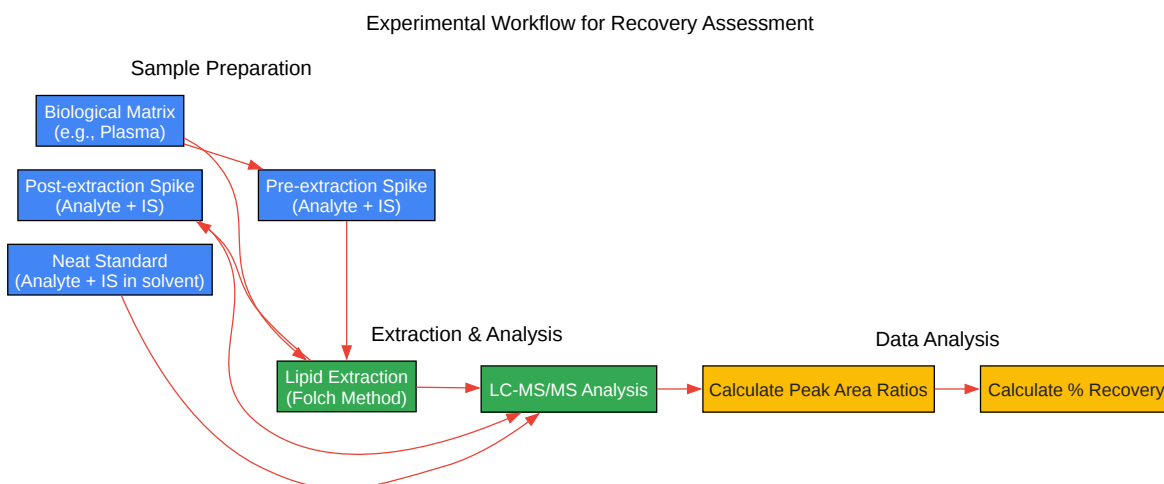 Experimental Workflow for Recovery Assessment
Sample Preparation
Biological Matrix
(e.g., Plasma)
Post-extraction Spike
(Analyte + IS)
Pre-extraction Spike
(Analyte + IS)
Neat Standard
(Analyte + IS in solvent)
Extraction & Analysis
Data Analysis
Lipid Extraction
(Folch Method)
LC-MS/MS Analysis
Calculate Peak Area Ratios
Calculate % Recovery